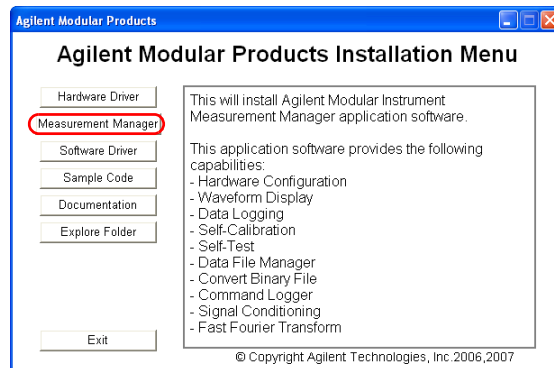 Agilent Modular Products
Agilent Modular Products Installation Menu
Hardware Driver
Measurement Manager
Software Driver
Sample Code
Documentation
Explore Folder
Exit
This will install Agilent Modular Instrument
Measurement Manager application software.
This application software provides the following
capabilities:
- Hardware Configuration
- Waveform Display
- Data Logging
- Self-Calibration
- Self-Test
- Data File Manager
- Convert Binary File
- Command Logger
- Signal Conditioning
- Fast Fourier Transform
© Copyright Agilent Technologies, Inc.2006,2007